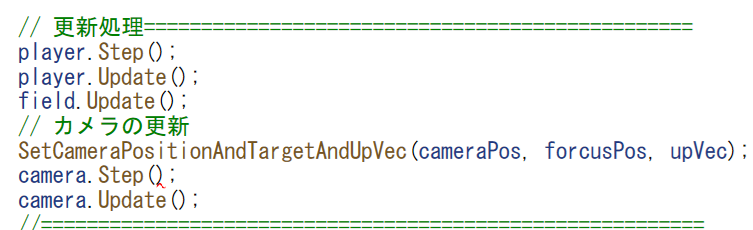 // 更新処理================================================
player.Step();
player.Update();
field.Update();
// カメラの更新
SetCameraPositionAndTargetAndUpVec(cameraPos, forcusPos, upVec);
camera.Step();
camera.Update();
//==========================================================